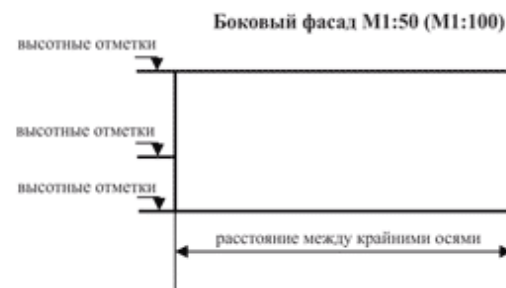 Боковый фасад М1:50 (М1:100)
высотные отметки
высотные отметки
высотные отметки
расстояние между крайними осями